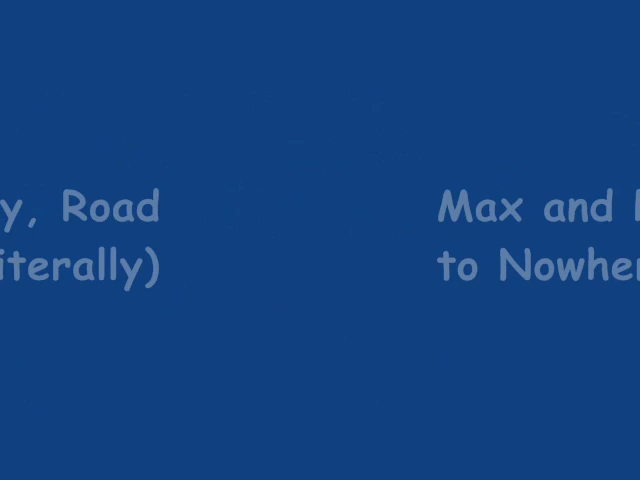 y, Road
iterally)
Max and
to Nowher